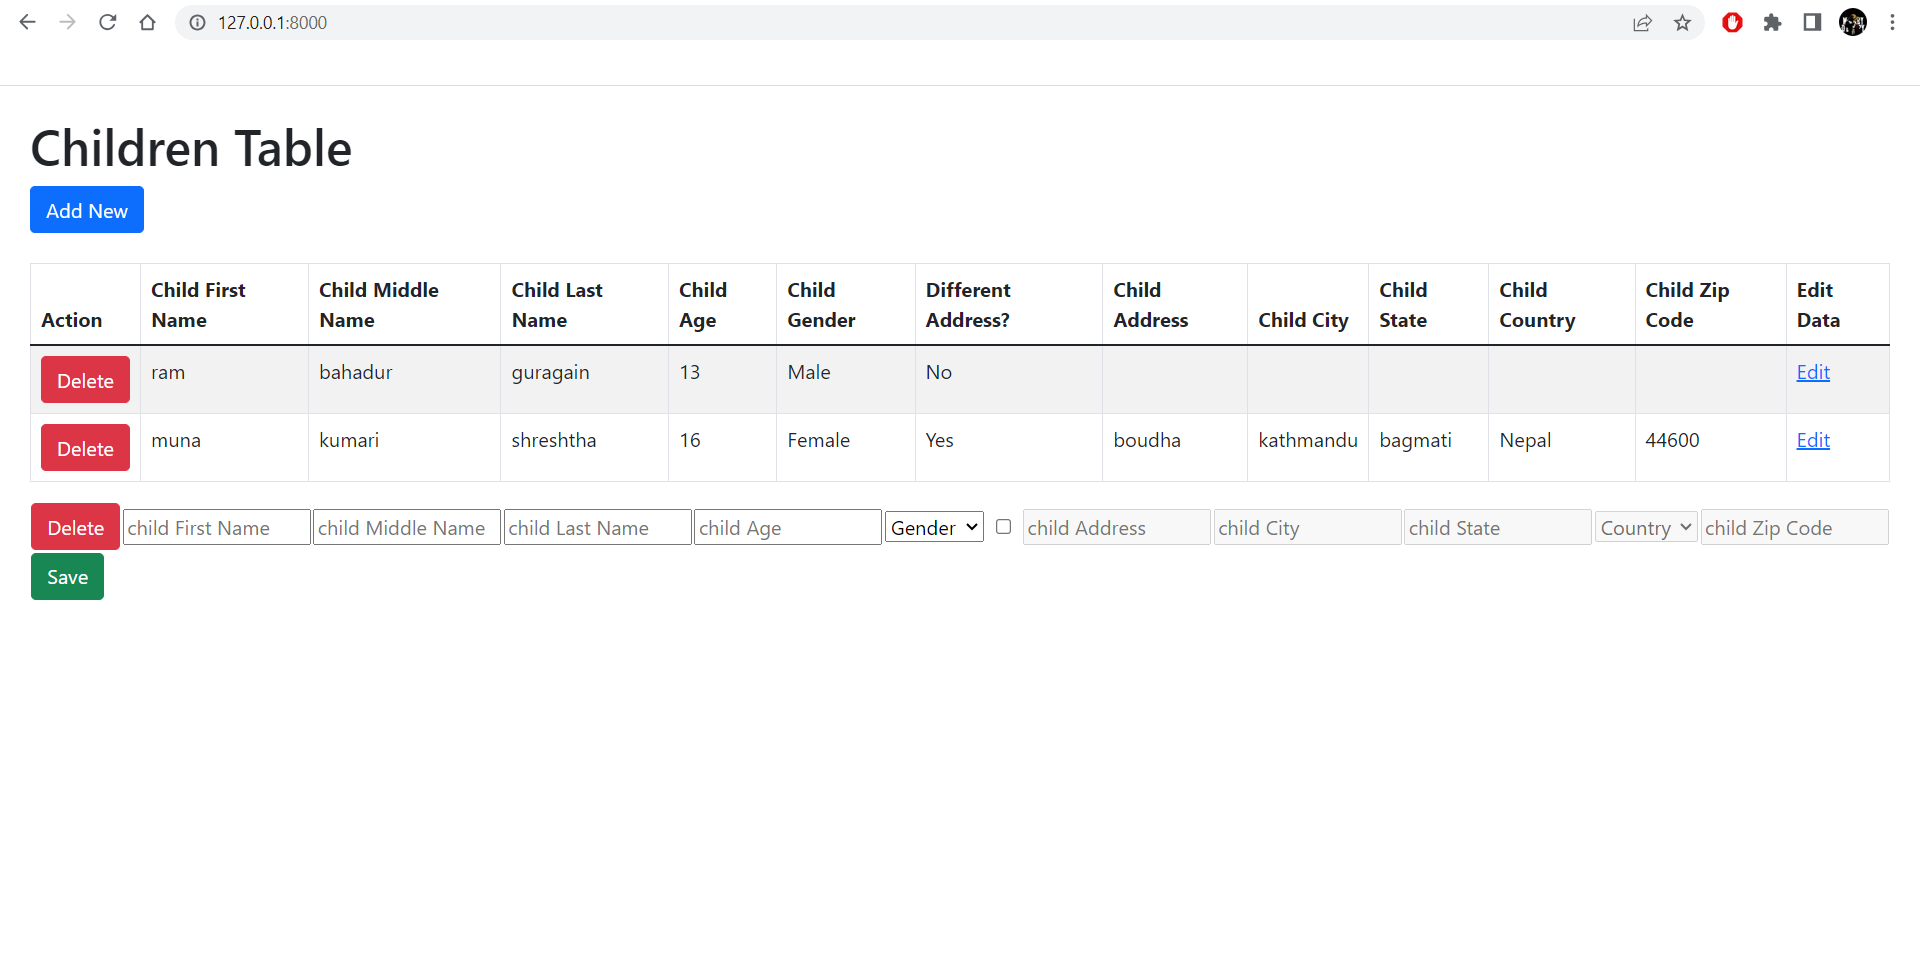 127.0.0.1:8000
Children Table
Add New
Action Child First Name Child Middle Name Child Last Name Child Age Child Gender Different Address? Child Address Child City Child State Child Country Child Zip Code Edit Data
Delete ram bahadur guragain 13 Male No Edit
Delete muna kumari shreshtha 16 Female Yes boudha kathmandu bagmati Nepal 44600 Edit
Delete child First Name child Middle Name child Last Name child Age Gender child Address child City child State Country child Zip Code
Save